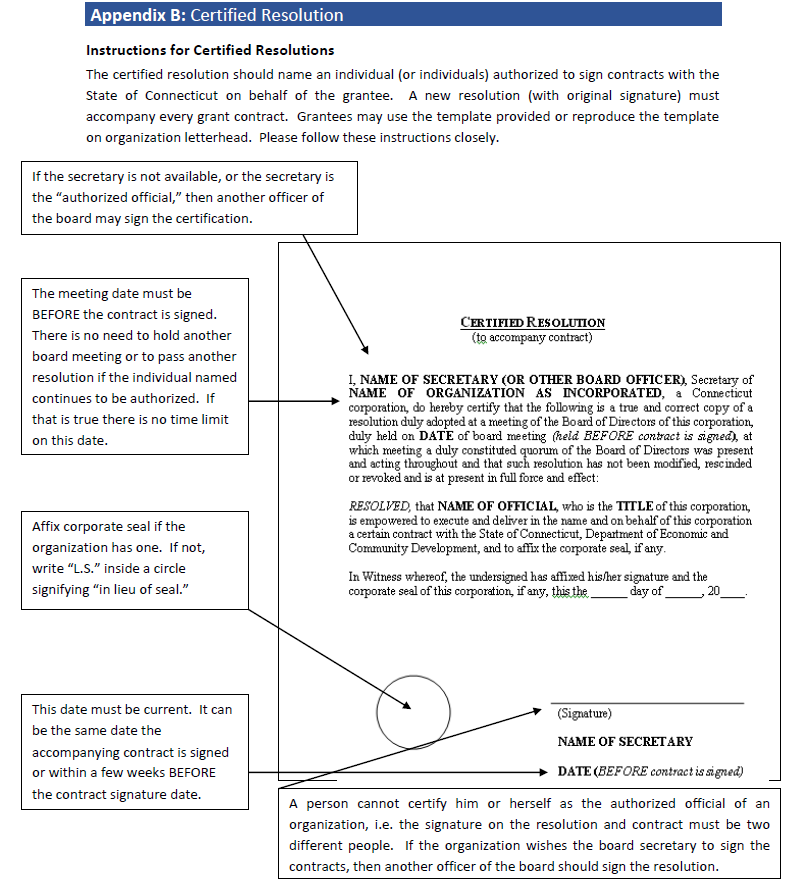 Appendix B: Certified Resolution
Instructions for Certified Resolutions
The certified resolution should name an individual (or individuals) authorized to sign contracts with the
State of Connecticut on behalf of the grantee. A new resolution (with original signature) must
accompany every grant contract. Grantees may use the template provided or reproduce the template
on organization letterhead. Please follow these instructions closely.
If the secretary is not available, or the secretary is
the “authorized official,” then another officer of
the board may sign the certification.
The meeting date must be
BEFORE the contract is signed.
There is no need to hold another
board meeting or to pass another
resolution if the individual named
continues to be authorized. If
that is true there is no time limit
on this date.
CERTIFIED RESOLUTION
(to accompany contract)
I, NAME OF SECRETARY (OR OTHER BOARD OFFICER), Secretary of
NAME OF ORGANIZATION AS INCORPORATED, a Connecticut
corporation, do hereby certify that the following is a true and correct copy of a
resolution duly adopted at a meeting of the Board of Directors of this corporation,
duly held on DATE of board meeting (held BEFORE contract is signed), at
which meeting a duly constituted quorum of the Board of Directors was present
and acting throughout and that such resolution has not been modified, rescinded
or revoked and is at present in full force and effect:
RESOLVED, that NAME OF OFFICIAL, who is the TITLE of this corporation,
is empowered to execute and deliver in the name and on behalf of this corporation
a certain contract with the State of Connecticut, Department of Economic and
Community Development, and to affix the corporate seal, if any.
In Witness whereof, the undersigned has affixed his/her signature and the
corporate seal of this corporation, if any, this the ______ day of ______, 20____.
Affix corporate seal if the
organization has one. If not,
write “L.S.” inside a circle
signifying “in lieu of seal.”
This date must be current. It can
be the same date the
accompanying contract is signed
or within a few weeks BEFORE
the contract signature date.
(Signature)
NAME OF SECRETARY
DATE (BEFORE contract is signed)
A person cannot certify him or herself as the authorized official of an
organization, i.e. the signature on the resolution and contract must be two
different people. If the organization wishes the board secretary to sign the
contracts, then another officer of the board should sign the resolution.